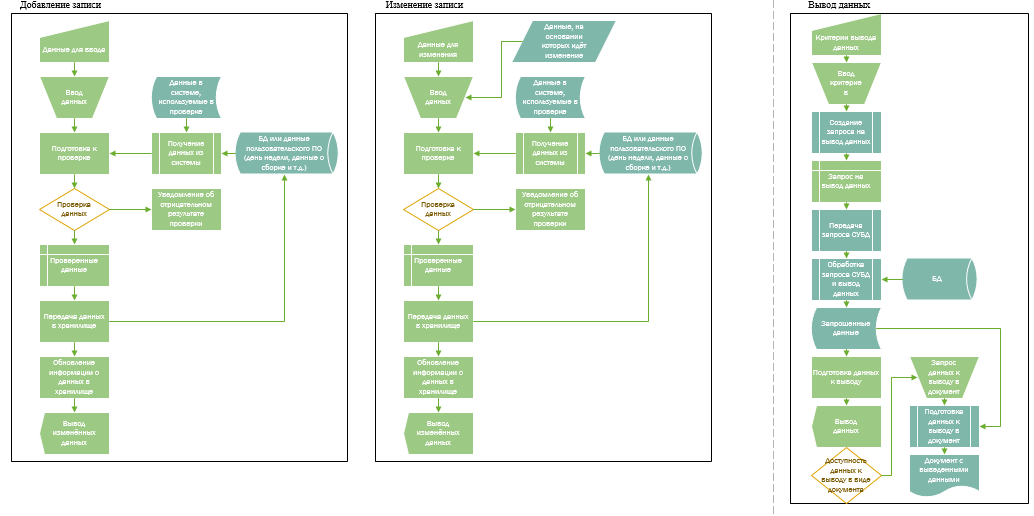 Добавление записи
Данные для ввода
Ввод
данных
Данные в
системе,
используемые в
проверке
Подготовка к
проверке
Получение
данных из
системы
БД или данные
пользовательского ПО
(день недели, данные о
сборке и т.д.)
Проверка
данных
Уведомление об
отрицательном
результате
проверки
Проверенные
данные
Передача данных
в хранилище
Обновление
информации о
данных в
хранилище
Вывод
изменённых
данных
Изменение записи
Данные для
изменения
Данные, на
основании
которых идёт
изменение
Ввод
данных
Данные в
системе,
используемые в
проверке
Подготовка к
проверке
Получение
данных из
системы
БД или данные
пользовательского ПО
(день недели, данные о
сборке и т.д.)
Проверка
данных
Уведомление об
отрицательном
результате
проверки
Проверенные
данные
Передача данных
в хранилище
Обновление
информации о
данных в
хранилище
Вывод
изменённых
данных
Вывод данных
Критерии вывода
данных
Ввод
критерие
в
Создание
запроса на
вывод данных
Запрос на
вывод данных
Передача
запроса СУБД
Обработка
запроса СУБД
и вывод
данных
БД
Запрошенные
данные
Подготовка данных
к выводу
Запрос
данных к
выводу в
документ
Вывод
данных
Подготовка
данных к
выводу в
документ
Доступность
данных к
выводу в виде
документа
Документ с
выведенными
данными